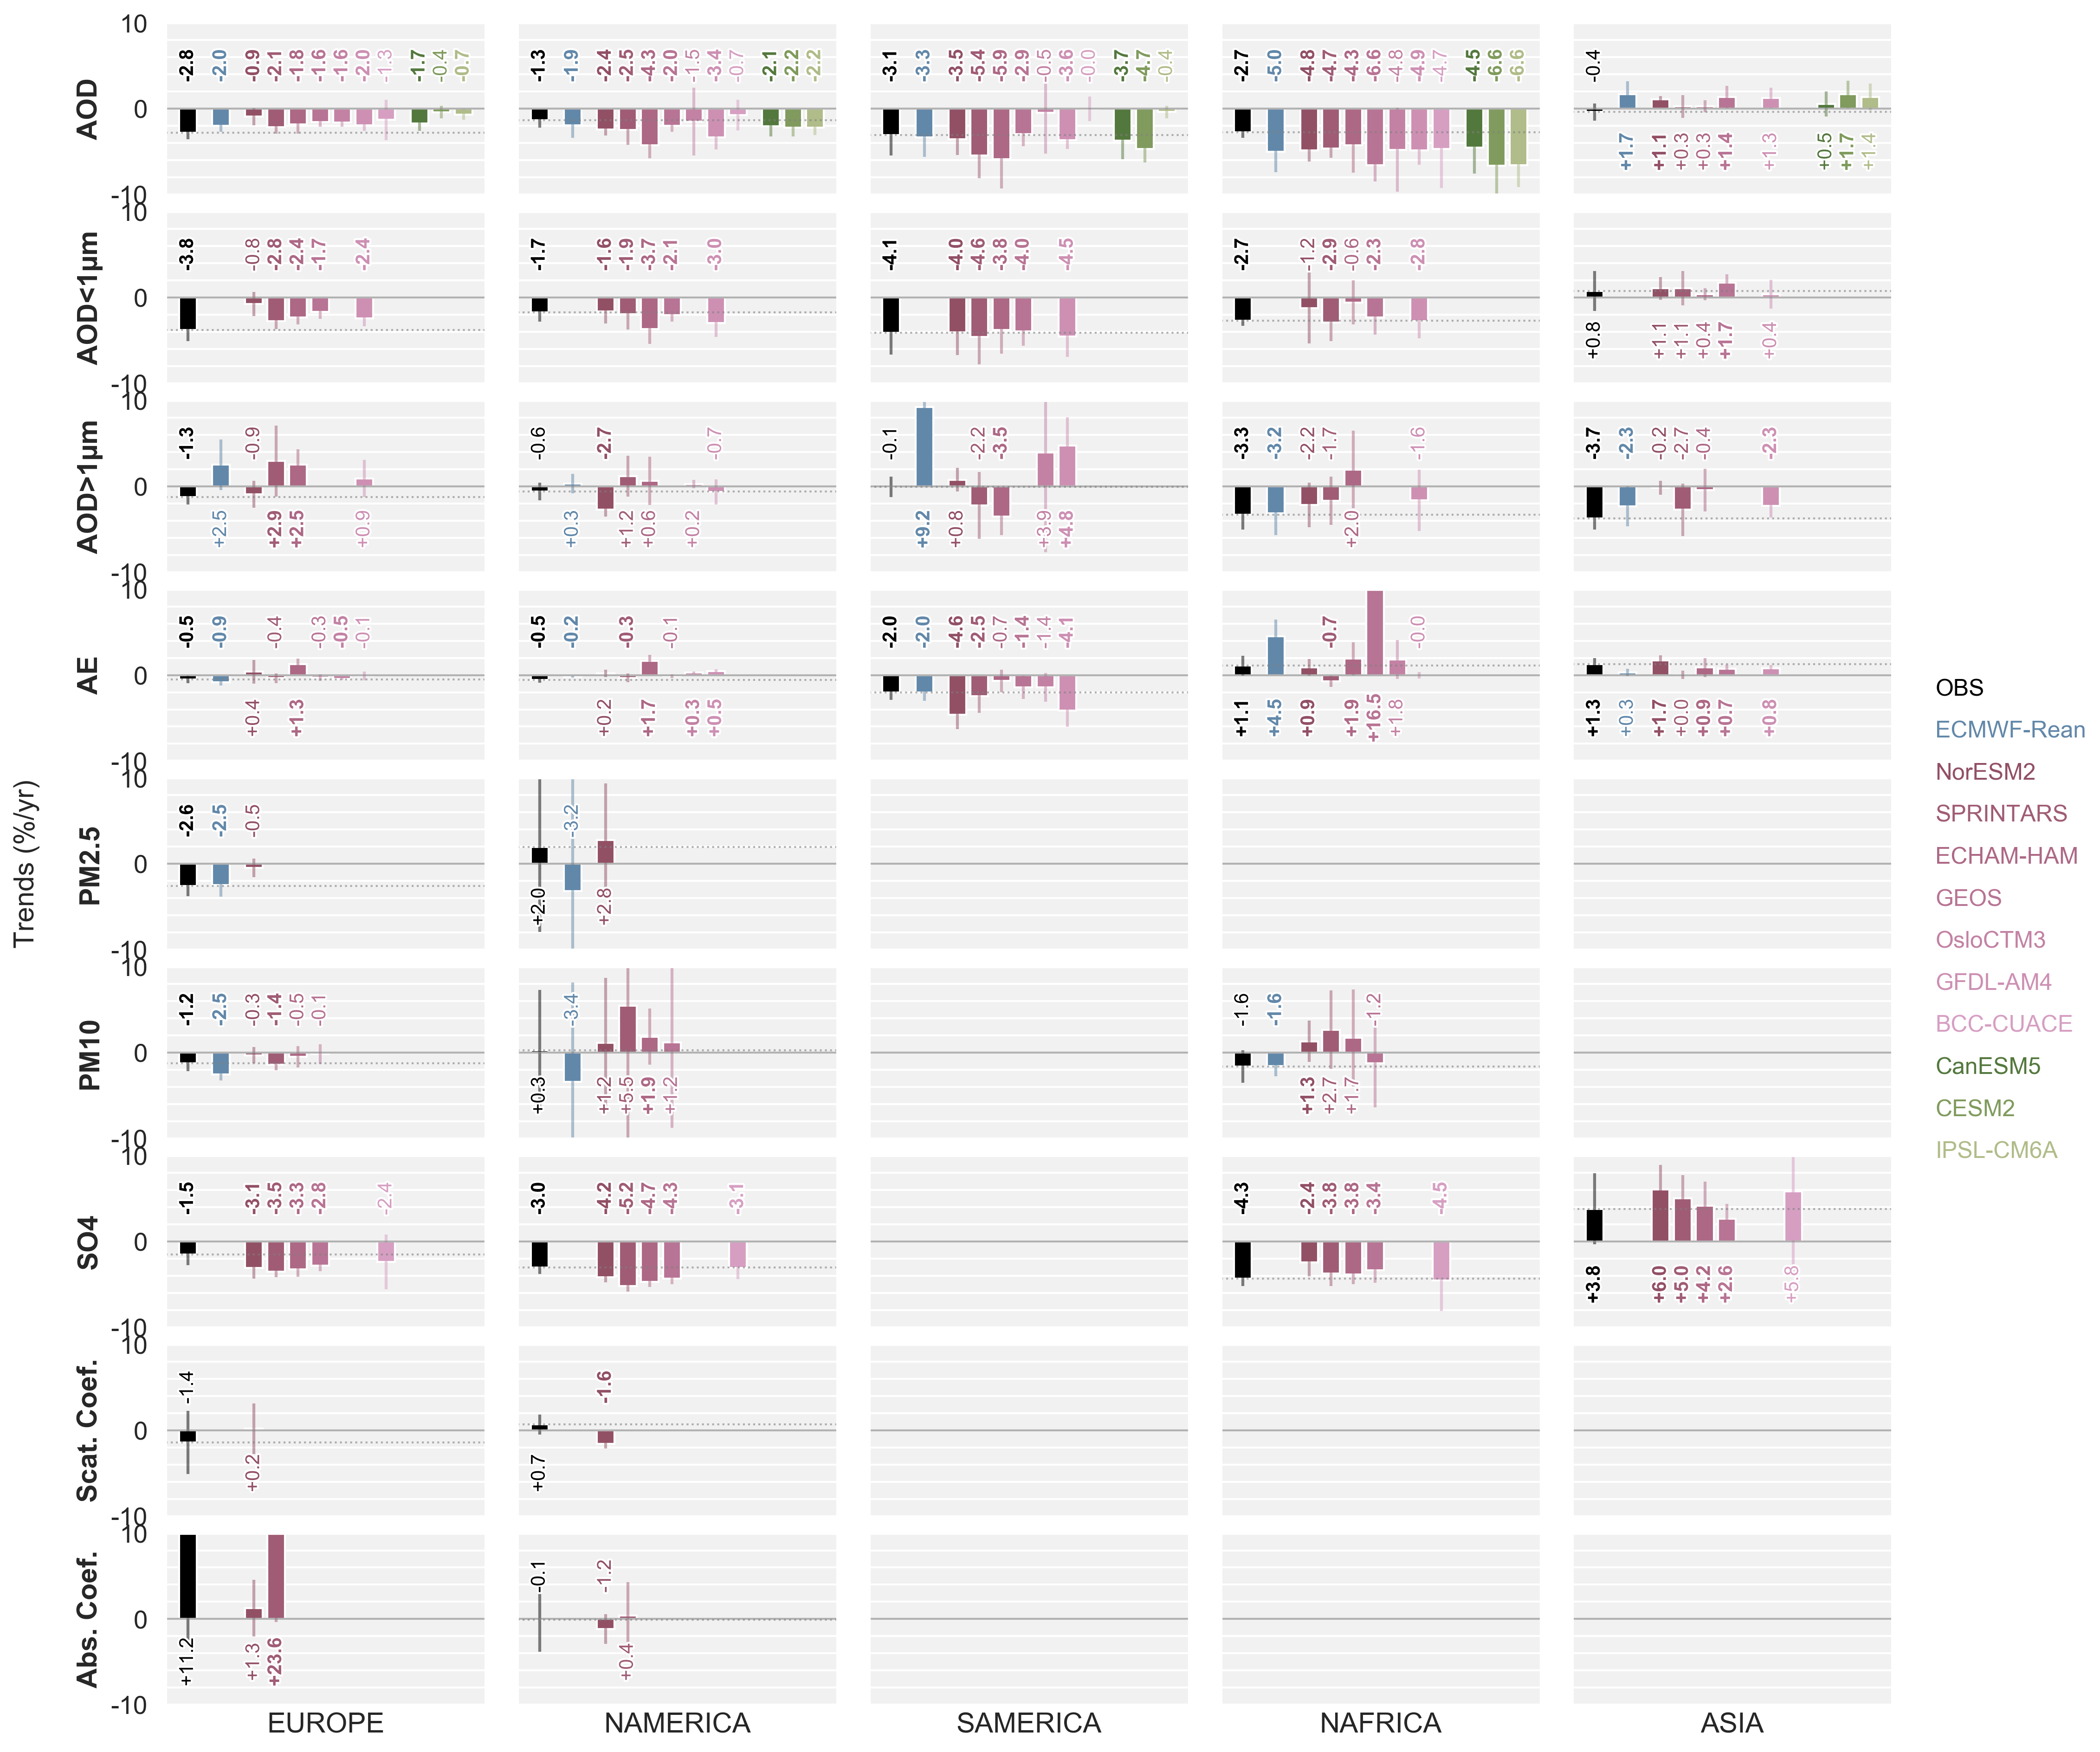 10
-2.8 -2.0 -0.9 -2.1 -1.8 -1.6 -1.6 -2.0 -1.3 -1.7 -0.4 -0.7
-1.3 -1.9 -2.4 -2.5 -4.3 -2.0 -1.5 -3.4 -0.7 -2.1 -2.2 -2.2
-3.1 -3.3 -3.5 -5.4 -5.9 -2.9 -0.5 -3.6 -0.0 -3.7 -4.7 -0.4
-2.7 -5.0 -4.8 -4.7 -4.3 -6.6 -4.8 -4.9 -4.7 -4.5 -6.6 -6.6
-0.4
AOD
0
+1.7 +1.1 +0.3 +0.3 +1.4 +1.3 +0.5 +1.7 +1.4
-10
10
-3.8 -0.8 -2.8 -2.4 -1.7 -2.4
-1.7 -1.6 -1.9 -3.7 -2.1 -3.0
-4.1 -4.0 -4.6 -3.8 -4.0 -4.5
-2.7 -1.2 -2.9 -0.6 -2.3 -2.8
AOD<1µm
0
+0.8 +1.1 +1.1 +0.4 +1.7 +0.4
-10
10
-1.3 -0.9
-0.6 -2.7 -0.7
-0.1 -2.2 -3.5
-3.3 -3.2 -2.2 -1.7 -1.6
-3.7 -2.3 -0.2 -2.7 -0.4 -2.3
AOD>1µm
0
+2.5 +2.9 +2.5 +0.9
+0.3 +1.2 +0.6 +0.2
+9.2 +0.8 +3.9 +4.8
+2.0
-10
10
-0.5 -0.9 -0.4 -0.3 -0.5 -0.1
-0.5 -0.2 -0.3 -0.1
-2.0 -2.0 -4.6 -2.5 -0.7 -1.4 -1.4 -4.1
-0.7 -0.0
AE
0
+0.4 +1.3
+0.2 +1.7 +0.3 +0.5
+1.1 +4.5 +0.9 +1.9 +16.5 +1.8
+1.3 +0.3 +1.7 +0.0 +0.9 +0.7 +0.8
-10
10
-2.6 -2.5 -0.5
-3.2
Trends (%/yr)
PM2.5
0
+2.0 +2.8
-10
10
-1.2 -2.5 -0.3 -1.4 -0.5 -0.1
-3.4
-1.6 -1.6 -1.2
PM10
0
+0.3 +1.2 +5.5 +1.9 +1.2
+1.3 +2.7 +1.7
-10
10
-1.5 -3.1 -3.5 -3.3 -2.8 -2.4
-3.0 -4.2 -5.2 -4.7 -4.3 -3.1
-4.3 -2.4 -3.8 -3.8 -3.4 -4.5
SO4
0
+3.8 +6.0 +5.0 +4.2 +2.6 +5.8
-10
10
-1.4
-1.6
Scat. Coef.
0
+0.2
+0.7
-10
10
-0.1 -1.2
Abs. Coef.
0
+11.2 +1.3 +23.6
+0.4
-10
EUROPE
NAMERICA
SAMERICA
NAFRICA
ASIA
OBS
ECMWF-Rean
NorESM2
SPRINTARS
ECHAM-HAM
GEOS
OsloCTM3
GFDL-AM4
BCC-CUACE
CanESM5
CESM2
IPSL-CM6A